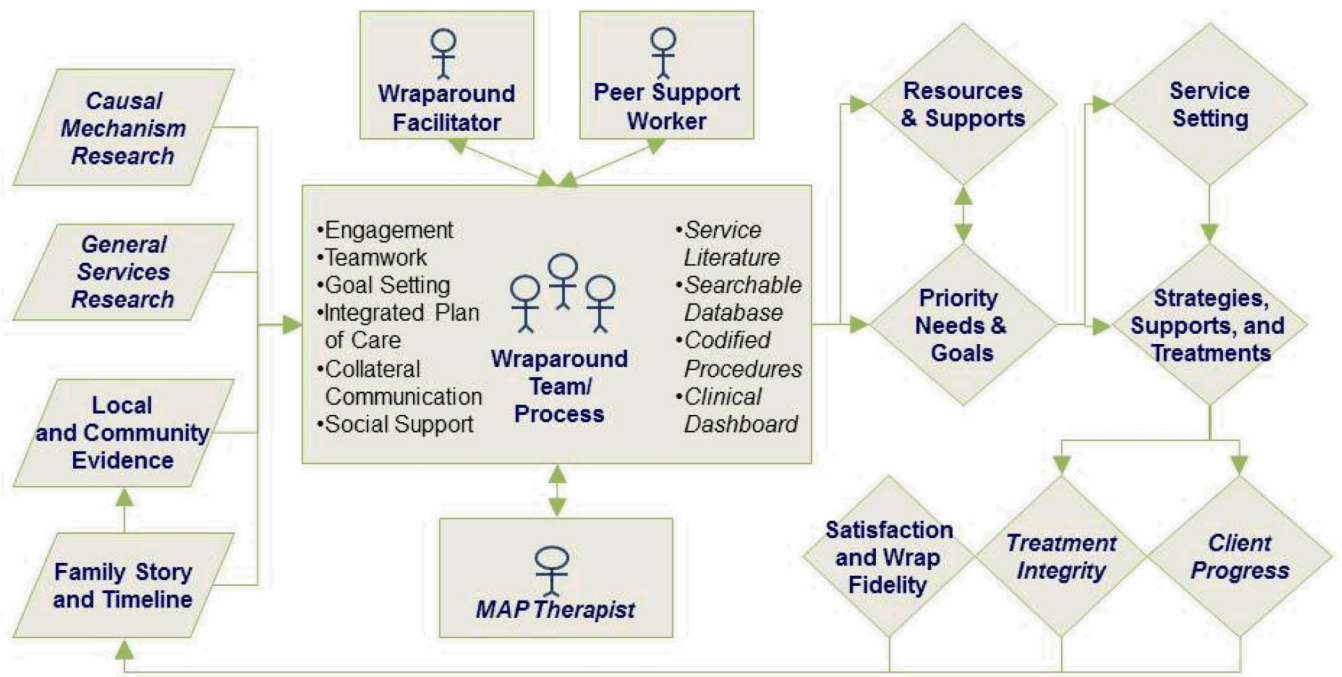 Causal
Mechanism
Research
General
Services
Research
Local
and Community
Evidence
Family Story
and Timeline
Wraparound
Facilitator
Peer Support
Worker
•Engagement
•Teamwork
•Goal Setting
•Integrated Plan
of Care
•Collateral
Communication
•Social Support
Wraparound
Team/
Process
•Service
Literature
•Searchable
Database
•Codified
Procedures
•Clinical
Dashboard
MAP Therapist
Resources
& Supports
Priority
Needs &
Goals
Service
Setting
Strategies,
Supports, and
Treatments
Satisfaction
and Wrap
Fidelity
Treatment
Integrity
Client
Progress